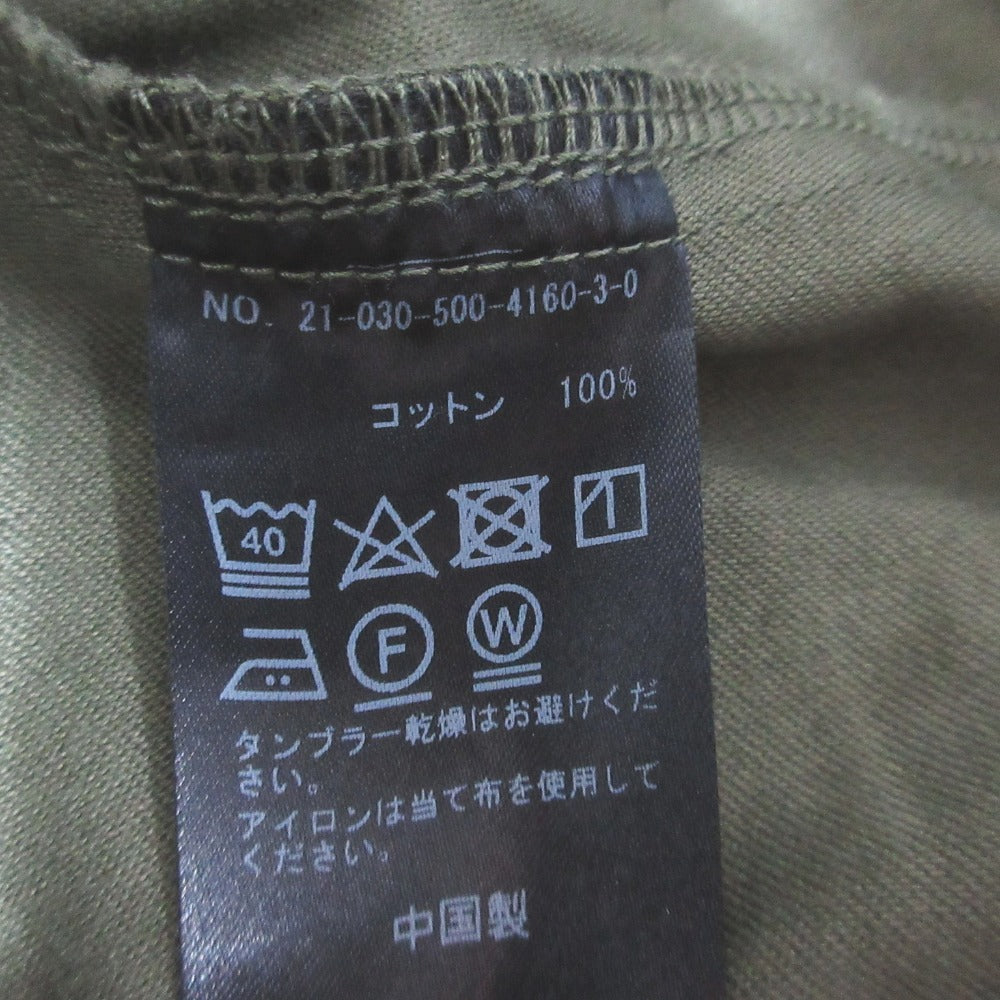 NO. 21-030-500-4160-3-0
コットン 100%
40
F W
タンブラー乾燥はお避けくだ
さい。
アイロンは当て布を使用して
ください。
中国製